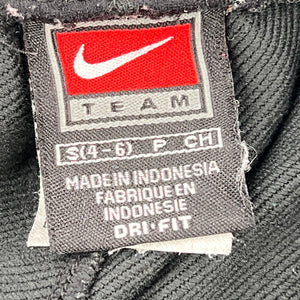 TEAM
S(4-6) P CH
MADE IN INDONESIA
FABRIQUE EN
INDONESIE
DRI•FIT